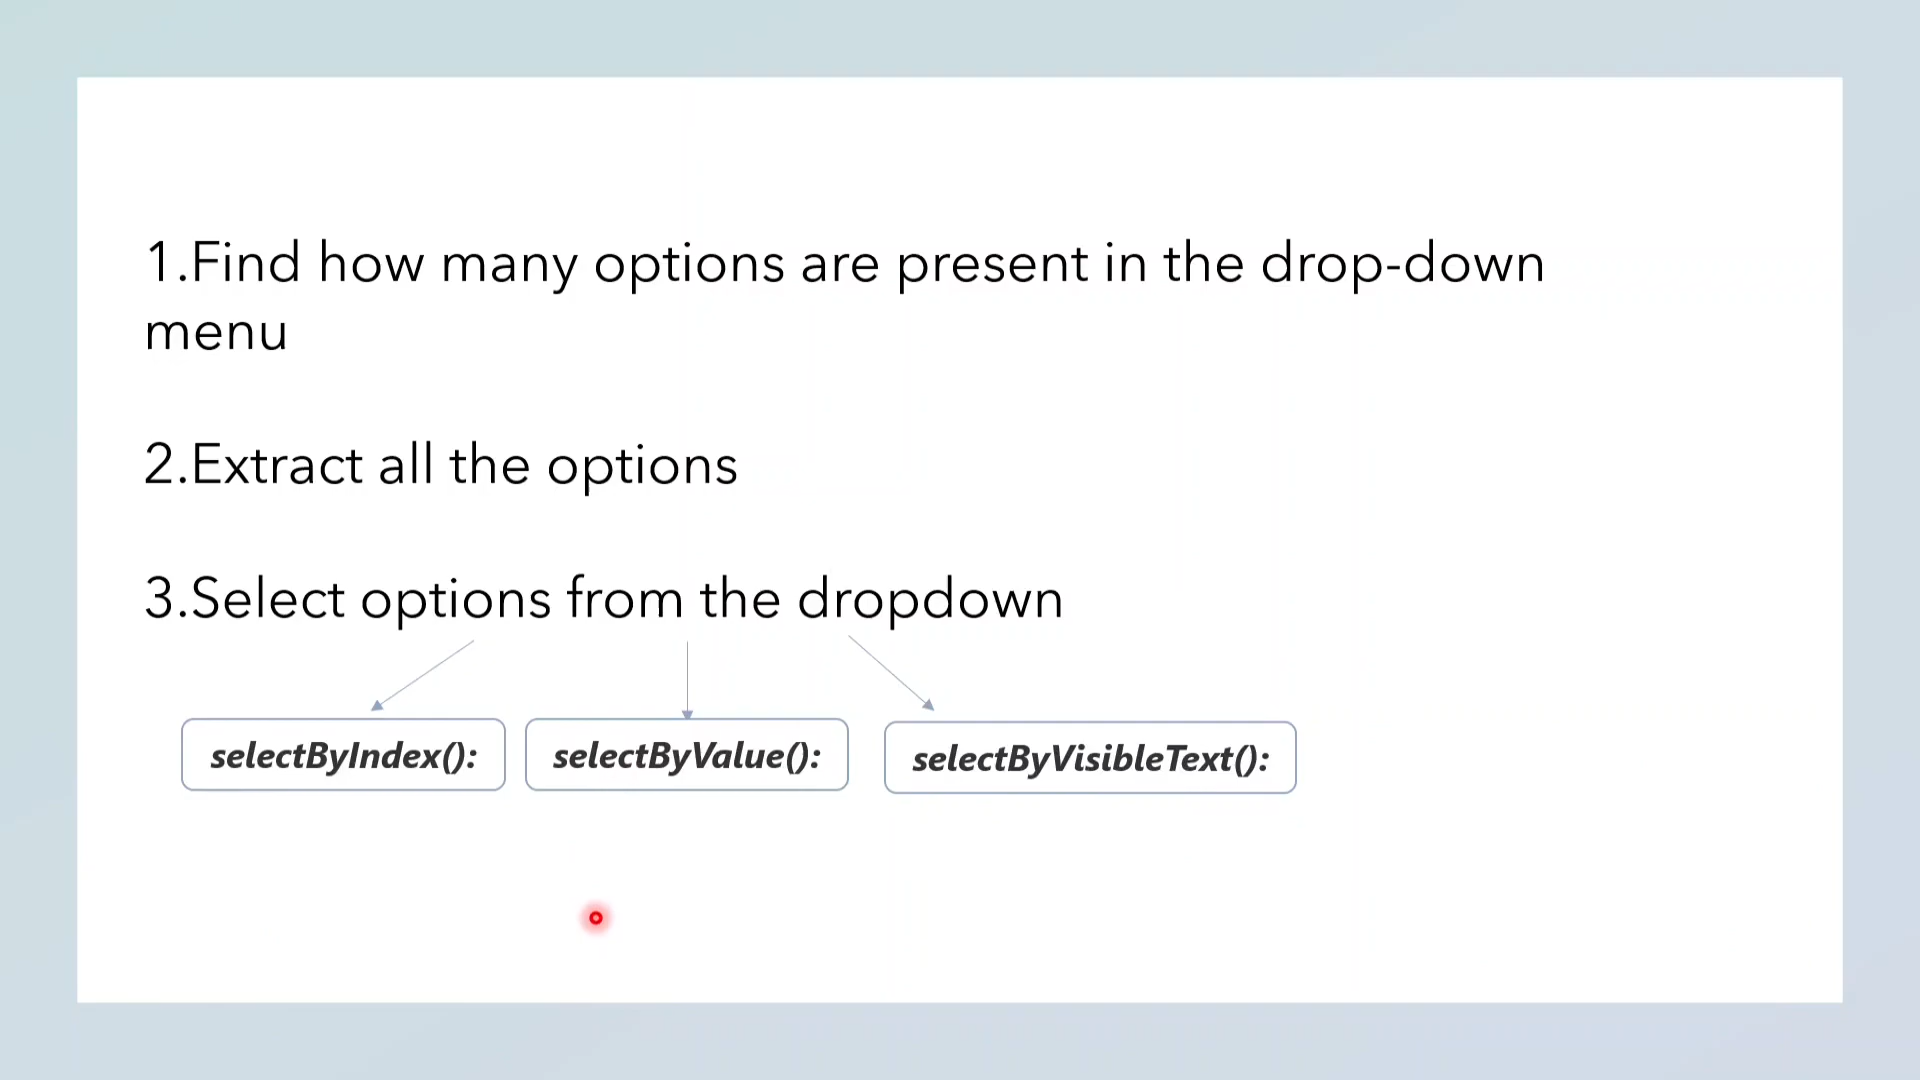 1.Find how many options are present in the drop-down
menu
2.Extract all the options
3.Select options from the dropdown
selectByIndex():
selectByValue():
selectByVisibleText():